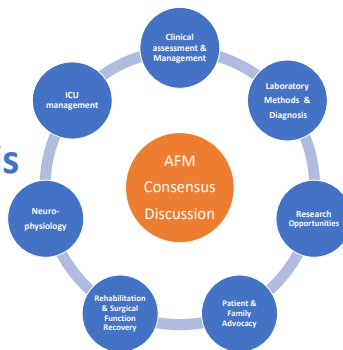 Clinical
assessment &
Management
Laboratory
Methods &
Diagnosis
Research
Opportunities
Patient &
Family
Advocacy
Rehabilitation
& Surgical
Function
Recovery
Neuro-
physiology
ICU
management
AFM
Consensus
Discussion
is